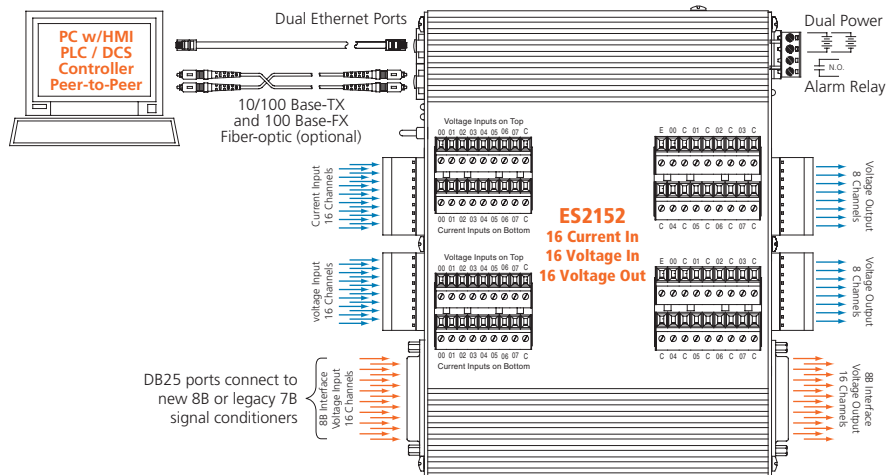 Dual Ethernet Ports
Dual Power
PC w/HMI
PLC / DCS
Controller
Peer-to-Peer
N.O.
Alarm Relay
10/100 Base-TX
and 100 Base-FX
Fiber-optic (optional)
Voltage Inputs on Top
00 01 02 03 04 05 06 07 C
E 00 C 01 C 02 C 03 C
Current Input
16 Channels
00 01 02 03 04 05 06 07 C
Current Inputs on Bottom
C 04 C 05 C 06 C 07 C
Voltage Output
8 Channels
ES2152
16 Current In
16 Voltage In
16 Voltage Out
Voltage Inputs on Top
00 01 02 03 04 05 06 07 C
E 00 C 01 C 02 C 03 C
voltage Input
16 Channels
00 01 02 03 04 05 06 07 C
Current Inputs on Bottom
C 04 C 05 C 06 C 07 C
Voltage Output
8 Channels
DB25 ports connect to
new 8B or legacy 7B
signal conditioners
8B Interface
Voltage Input
16 Channels
8B Interface
Voltage Output
16 Channels